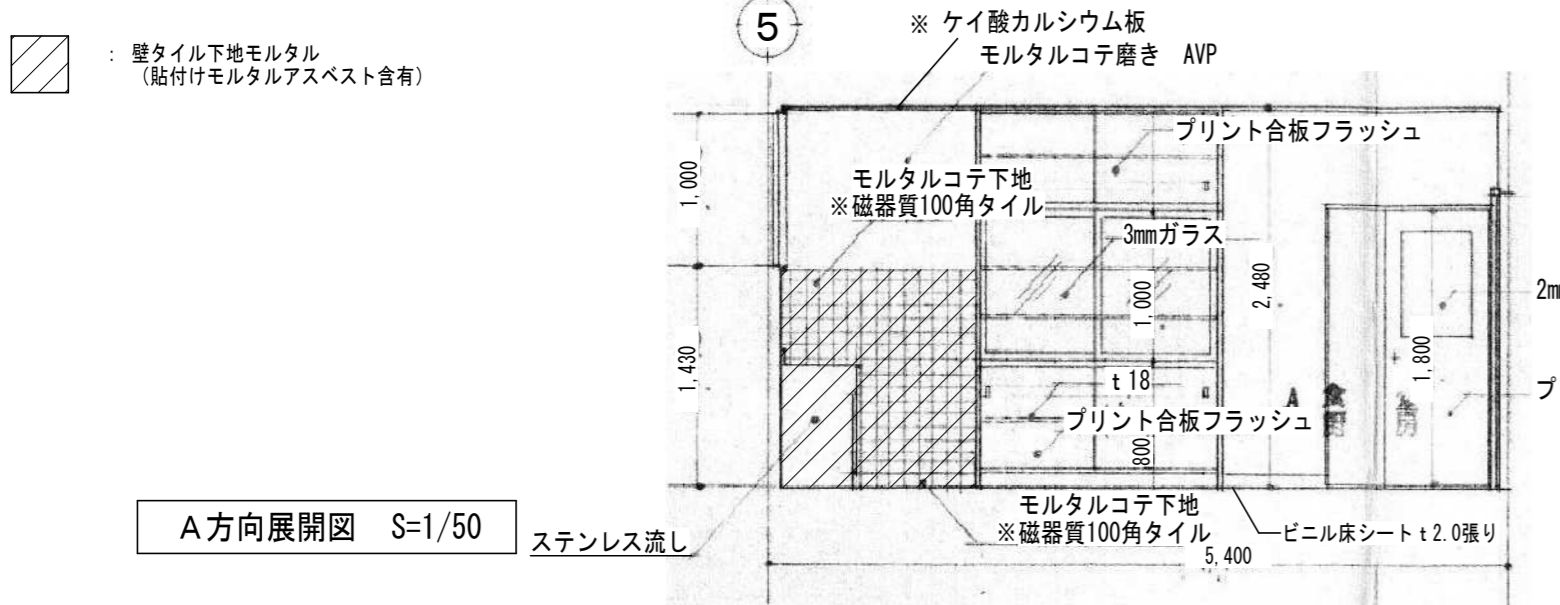 5
※ ケイ酸カルシウム板
モルタルコテ磨き AVP
: 壁タイル下地モルタル
(貼付けモルタルアスベスト含有)
プリント合板フラッシュ
1,000
モルタルコテ下地
※磁器質100角タイル
3mmガラス
1,000
2,480
2m
1,430
1,800
t 18
A
プ
プリント合板フラッシュ
800
モルタルコテ下地
※磁器質100角タイル
A方向展開図 S=1/50
ステンレス流し
ビニル床シート t 2.0張り
5,400